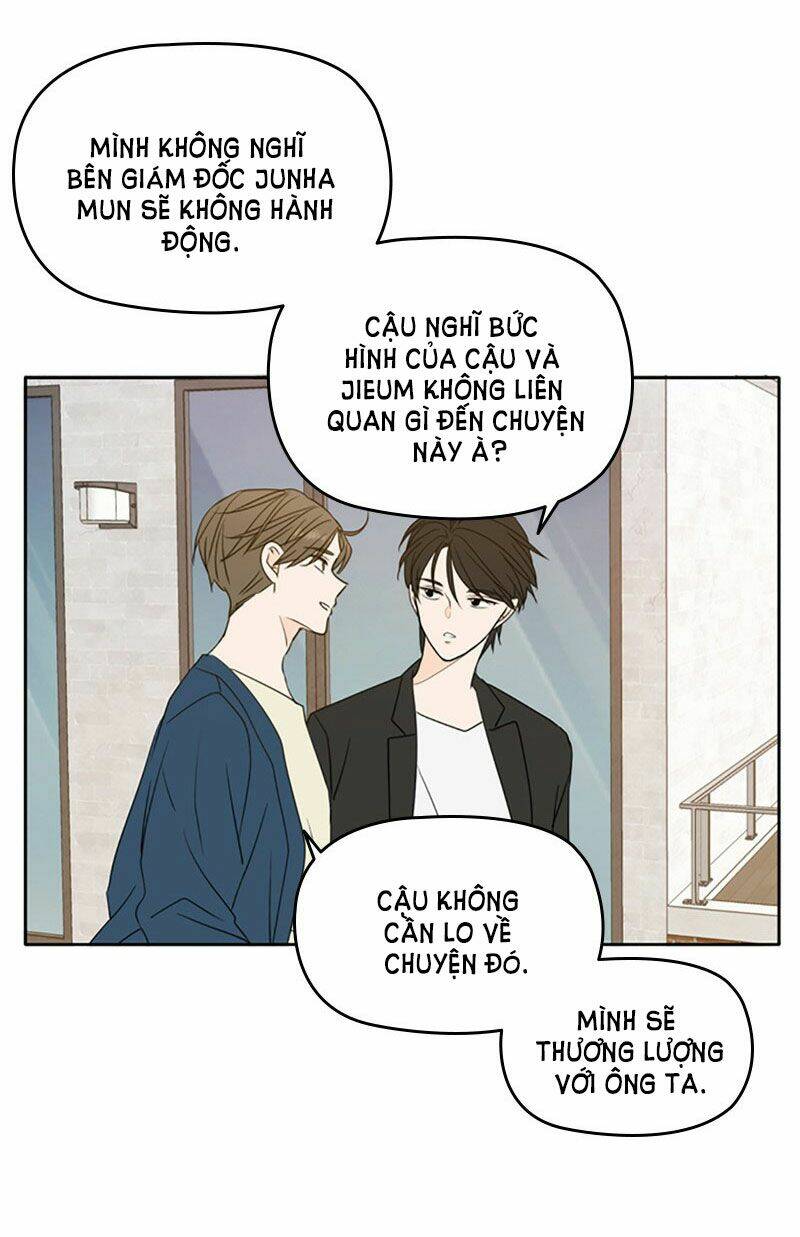 MÌNH KHÔNG NGHĨ
BÊN GIÁM ĐỐC JUNHA
MUN SẼ KHÔNG HÀNH
ĐỘNG.
CẬU NGHĨ BỨC
HÌNH CỦA CẬU VÀ
JIEUM KHÔNG LIÊN
QUAN GÌ ĐẾN CHUYỆN
NÀY À?
CẬU KHÔNG
CẦN LO VỀ
CHUYỆN ĐÓ.
MÌNH SẼ
THƯƠNG LƯỢNG
VỚI ÔNG TA.